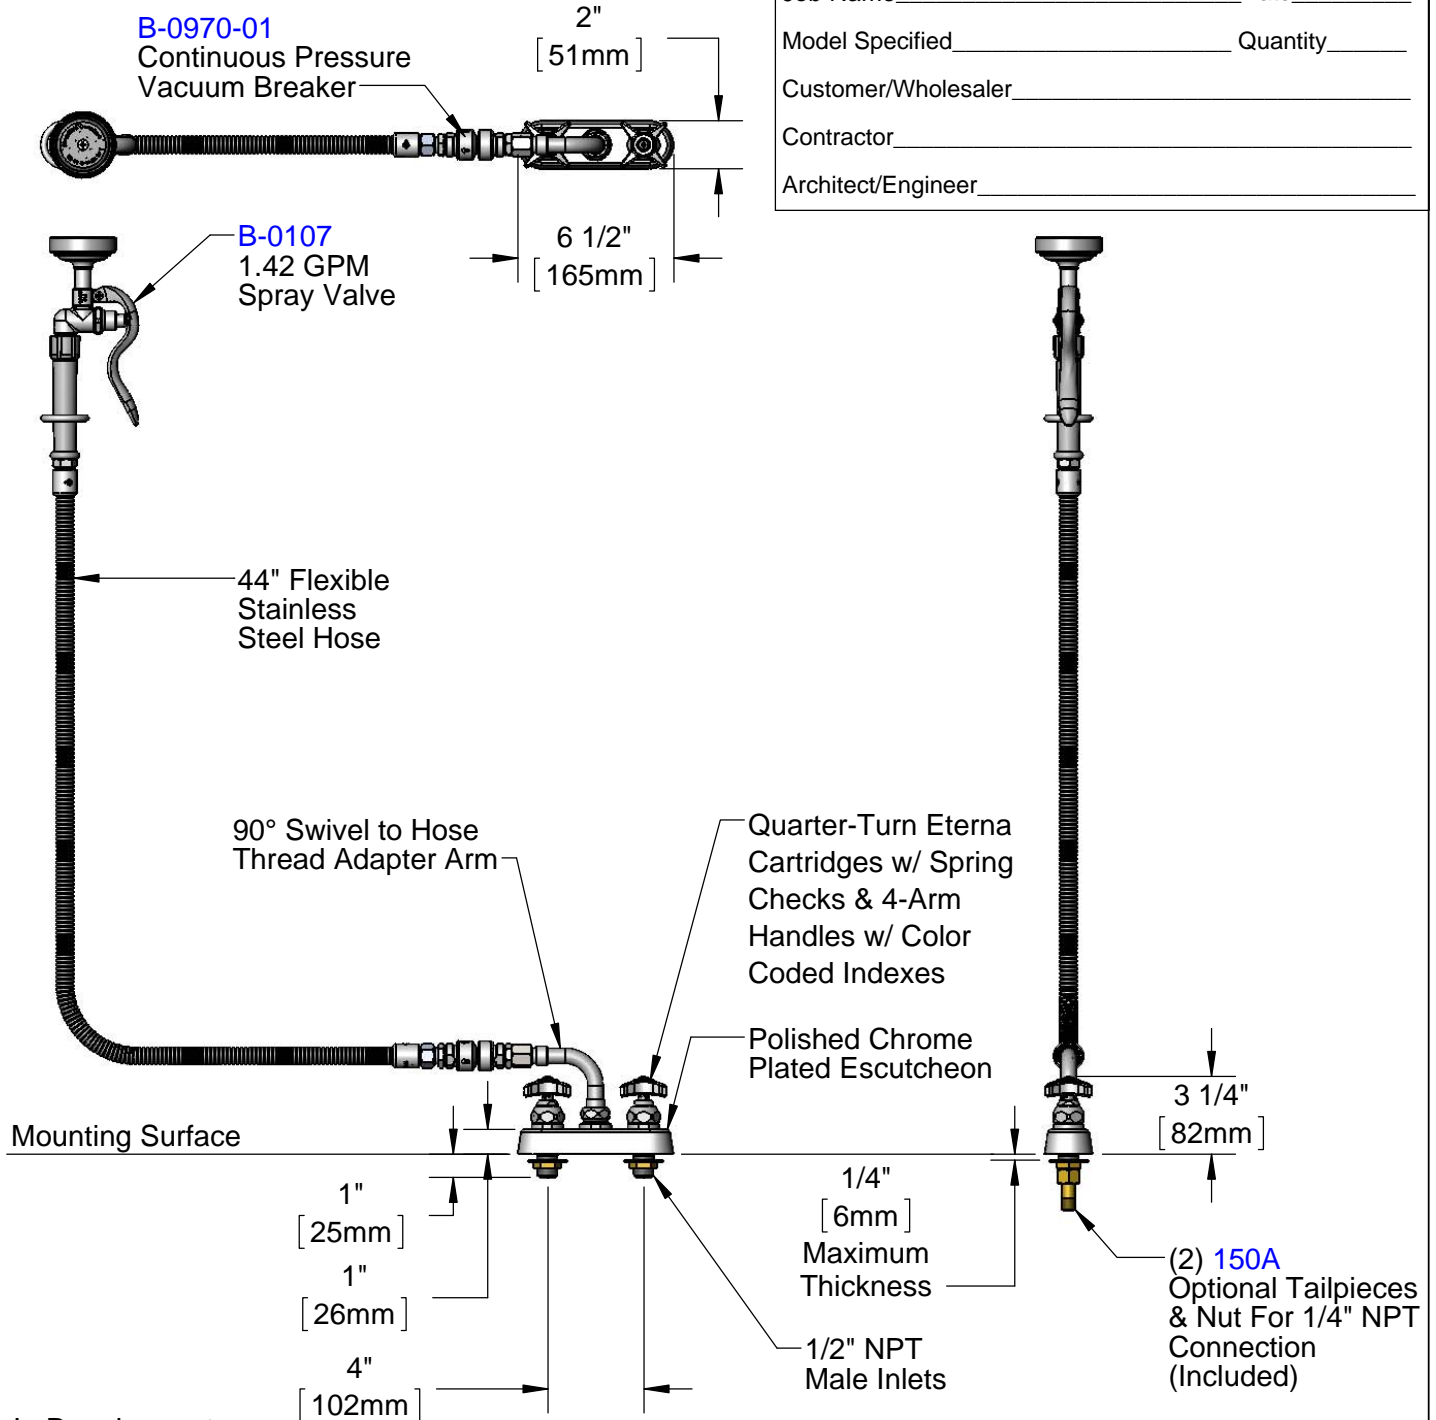 Model Specified Quantity
Customer/Wholesaler
Contractor
Architect/Engineer
B-0970-01
Continuous Pressure
Vacuum Breaker
2"
[51mm]
B-0107
1.42 GPM
Spray Valve
6 1/2"
[165mm]
44" Flexible
Stainless
Steel Hose
90° Swivel to Hose
Thread Adapter Arm
Quarter-Turn Eterna
Cartridges w/ Spring
Checks & 4-Arm
Handles w/ Color
Coded Indexes
Polished Chrome
Plated Escutcheon
3 1/4"
[82mm]
Mounting Surface
1"
[25mm]
1"
[26mm]
4"
[102mm]
1/4"
[6mm]
Maximum
Thickness
1/2" NPT
Male Inlets
(2) 150A
Optional Tailpieces
& Nut For 1/4" NPT
Connection
(Included)